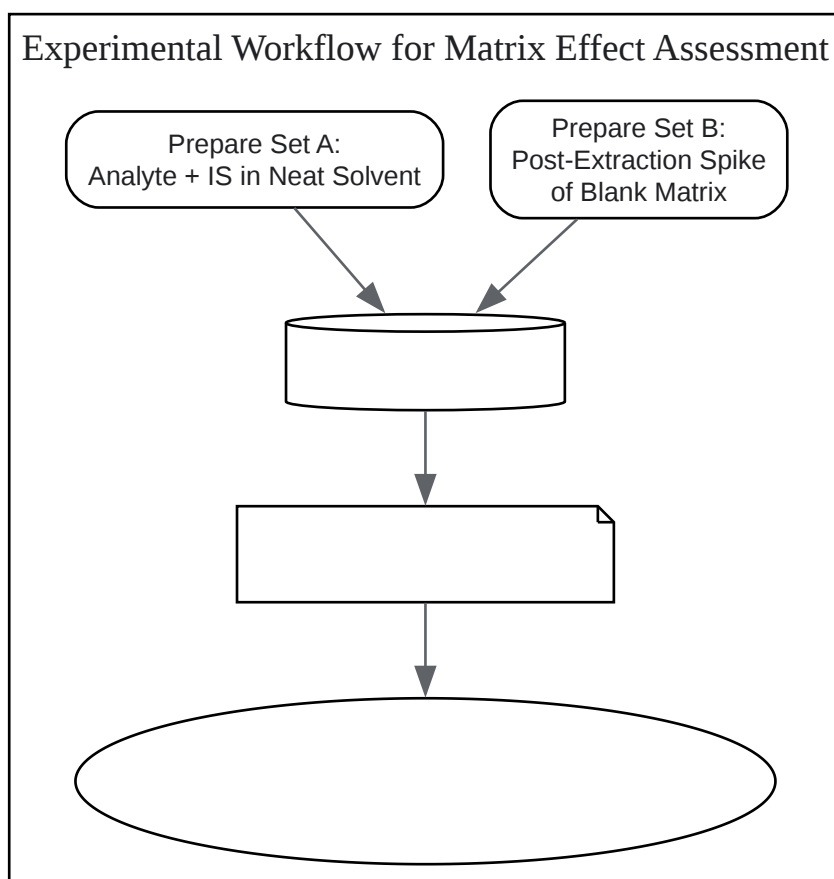 Experimental Workflow for Matrix Effect Assessment
Prepare Set A:
Analyte + IS in Neat Solvent
Prepare Set B:
Post-Extraction Spike
of Blank Matrix